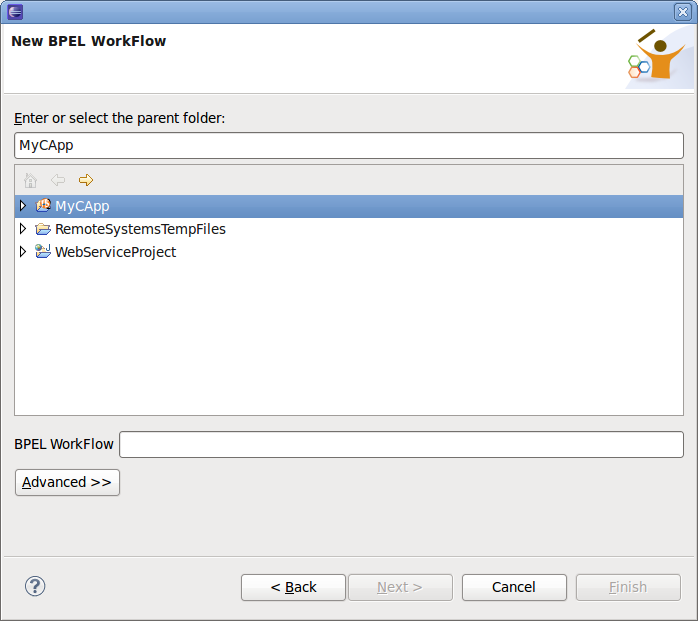 New BPEL WorkFlow
Enter or select the parent folder:
MyCApp
MyCApp
RemoteSystemsTempFiles
WebServiceProject
BPEL WorkFlow
Advanced >>
? < Back Next > Cancel Finish